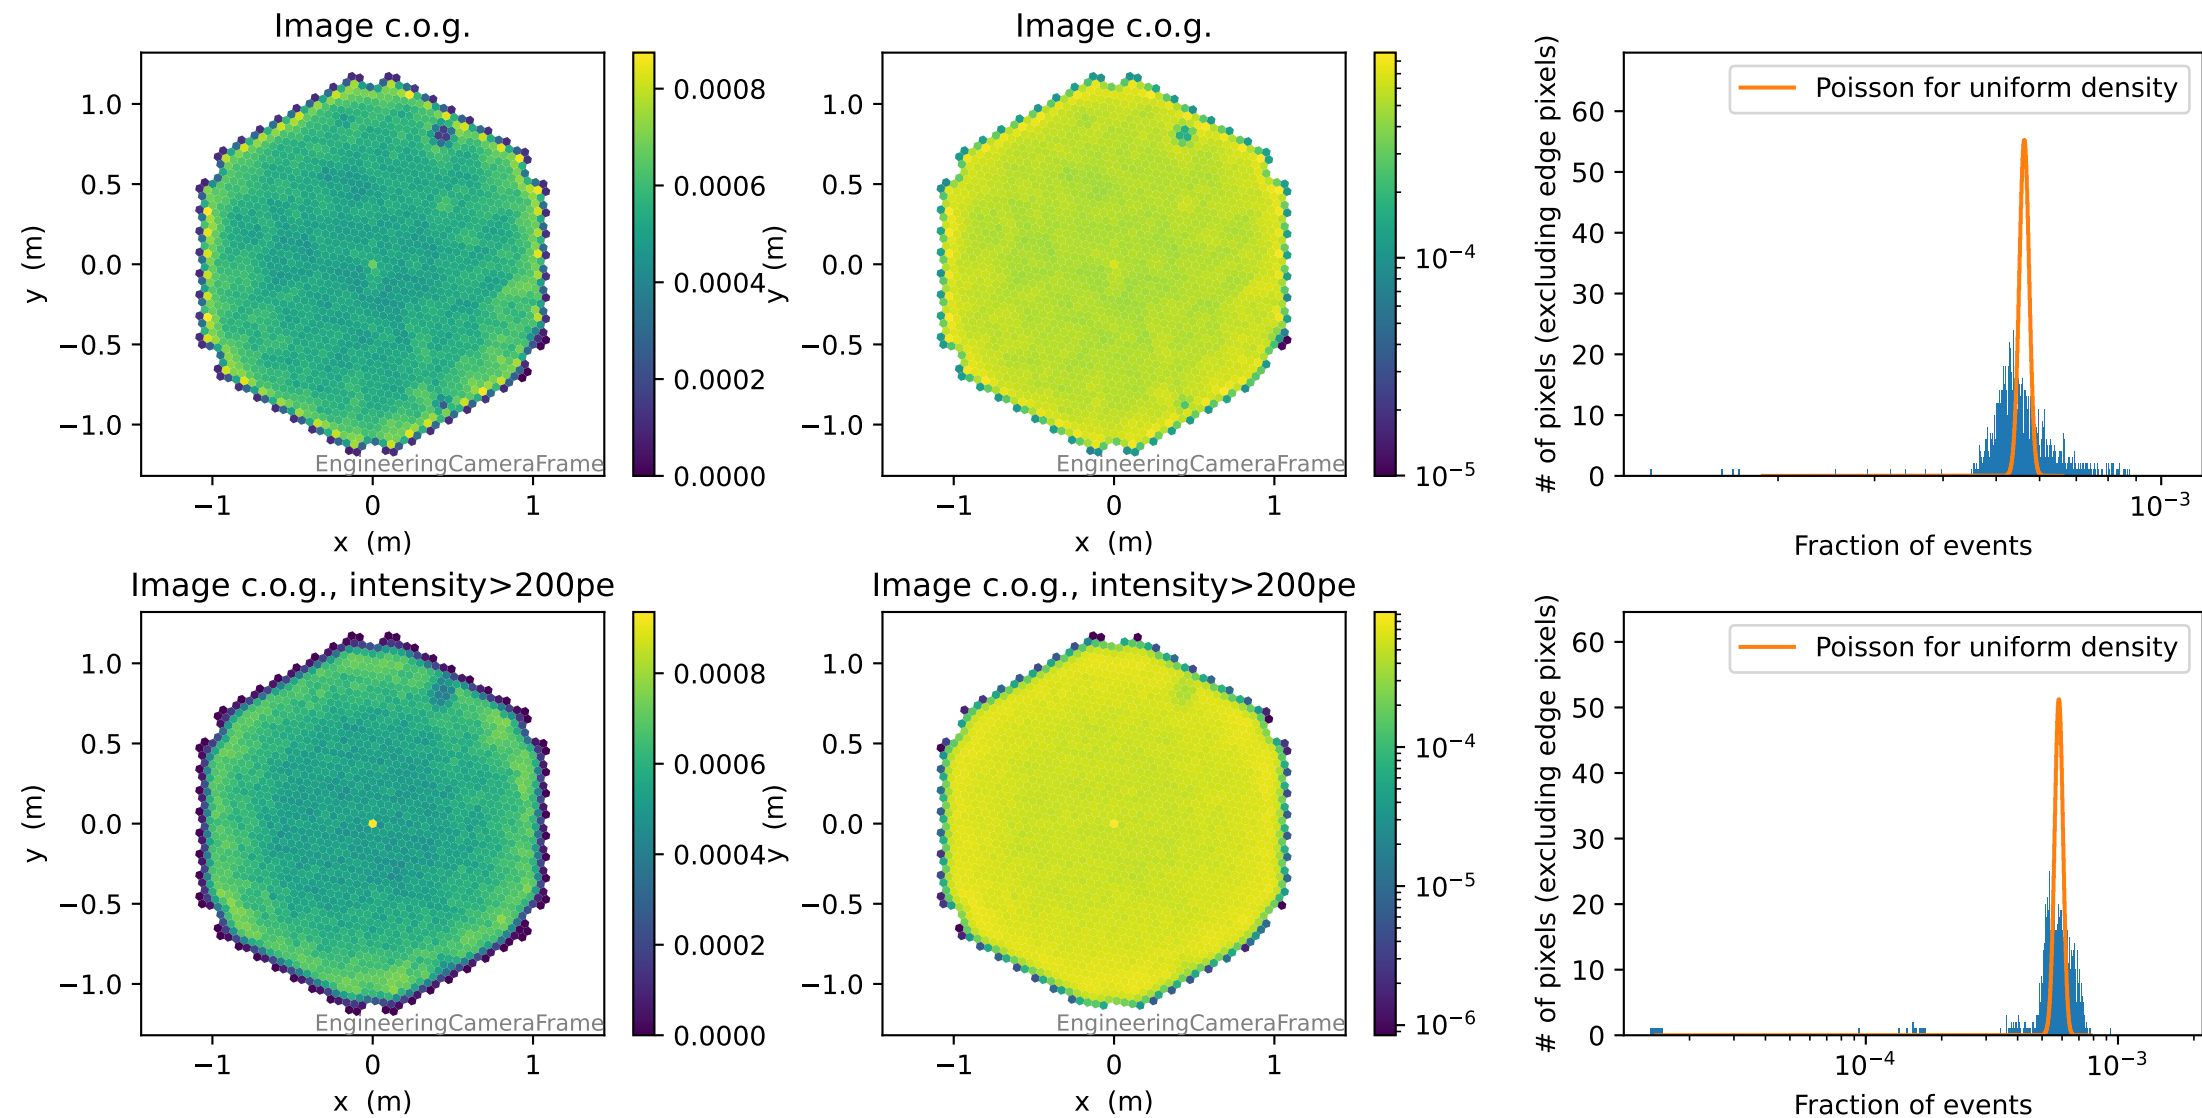 Image c.o.g.
1.0
0.5
0.0
−0.5
−1.0
y (m)
−1
0
1
x (m)
EngineeringCameraFrame
0.0008
0.0006
0.0004
0.0002
0.0000
Image c.o.g.
1.0
0.5
0.0
−0.5
−1.0
y (m)
−1
0
1
x (m)
EngineeringCameraFrame
10⁻⁴
10⁻⁵
Poisson for uniform density
60
50
40
30
20
10
0
# of pixels (excluding edge pixels)
10⁻³
Fraction of events
Image c.o.g., intensity>200pe
1.0
0.5
0.0
−0.5
−1.0
y (m)
−1
0
1
x (m)
EngineeringCameraFrame
0.0008
0.0006
0.0004
0.0002
0.0000
Image c.o.g., intensity>200pe
1.0
0.5
0.0
−0.5
−1.0
y (m)
−1
0
1
x (m)
EngineeringCameraFrame
10⁻⁴
10⁻⁵
10⁻⁶
Poisson for uniform density
60
50
40
30
20
10
0
# of pixels (excluding edge pixels)
10⁻⁴
10⁻³
Fraction of events